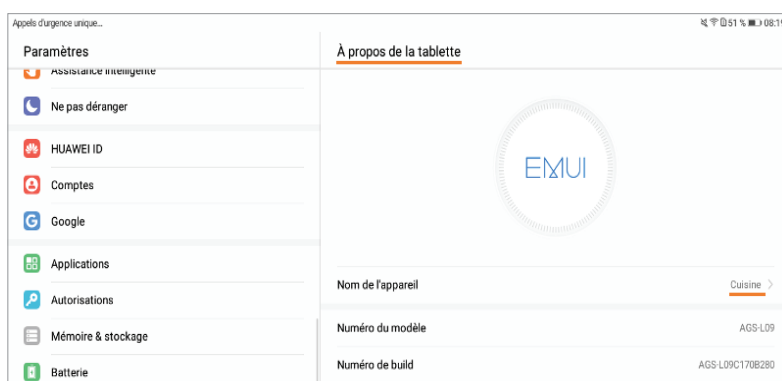 Appels d'urgence unique...
51 % 08:19
Paramètres
À propos de la tablette
Assistance intelligente
Ne pas déranger
HUAWEI ID
Comptes
Google
Applications
Autorisations
Mémoire & stockage
Batterie
EMUI
Nom de l'appareil
Cuisine
Numéro du modèle
AGS-L09
Numéro de build
AGS-L09C170B280